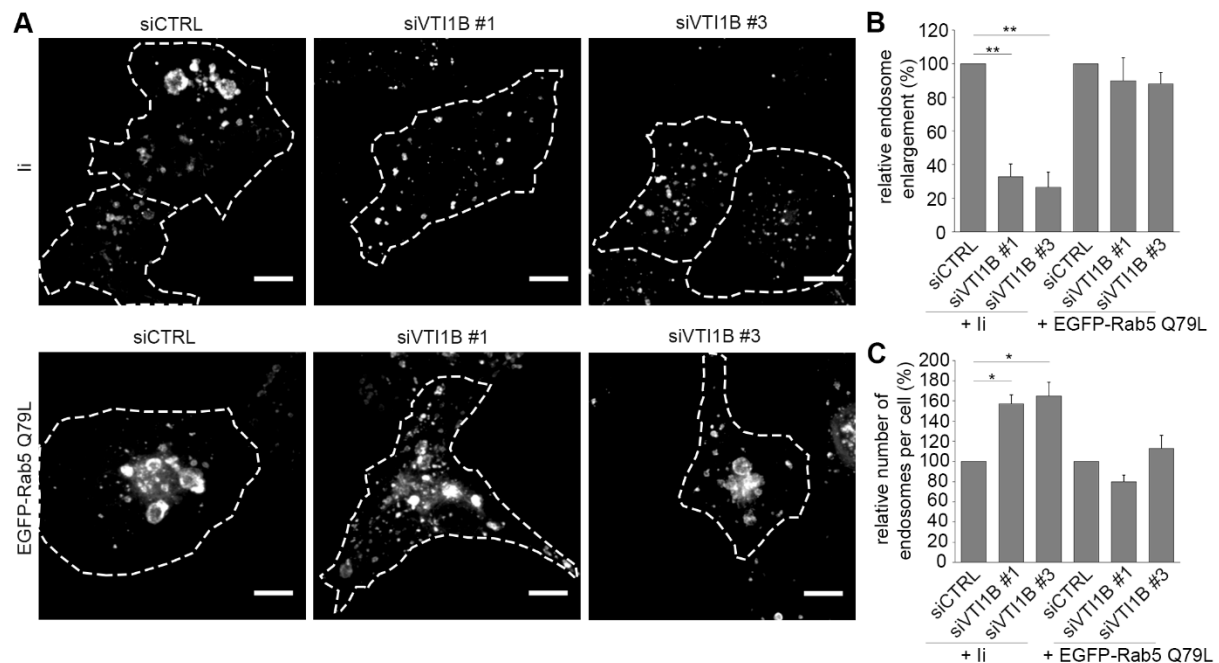 A
siCTRL
siVTI1B #1
siVTI1B #3
Ii
siCTRL
siVTI1B #1
siVTI1B #3
EGFP-Rab5 Q79L
B
relative endosome
enlargement (%)
120
100
80
60
40
20
0
**
**
siCTRL
siVTI1B #1
siVTI1B #3
siCTRL
siVTI1B #1
siVTI1B #3
+ Ii
+ EGFP-Rab5 Q79L
C
relative number of
endosomes per cell (%)
200
180
160
140
120
100
80
60
40
20
0
*
*
siCTRL
siVTI1B #1
siVTI1B #3
siCTRL
siVTI1B #1
siVTI1B #3
+ Ii
+ EGFP-Rab5 Q79L